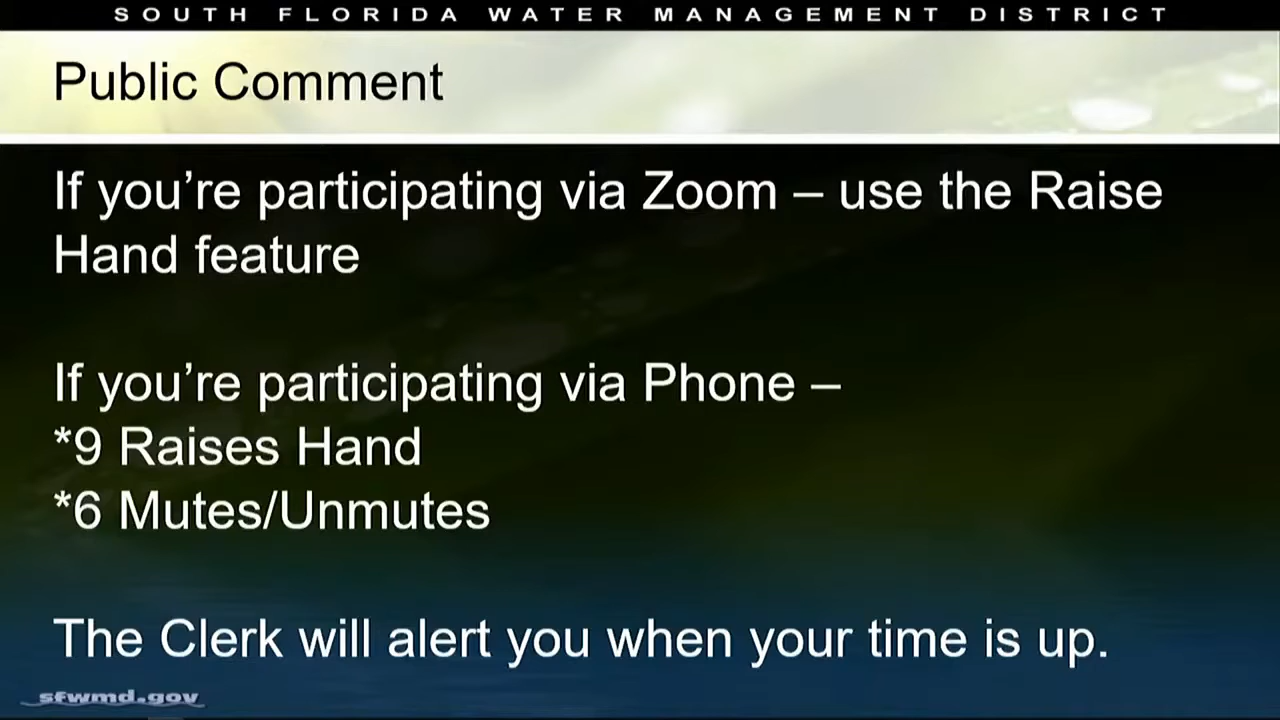 SOUTH FLORIDA WATER MANAGEMENT DISTRICT
Public Comment
If you’re participating via Zoom – use the Raise
Hand feature
If you’re participating via Phone –
*9 Raises Hand
*6 Mutes/Unmutes
The Clerk will alert you when your time is up.
sfwmd.gov